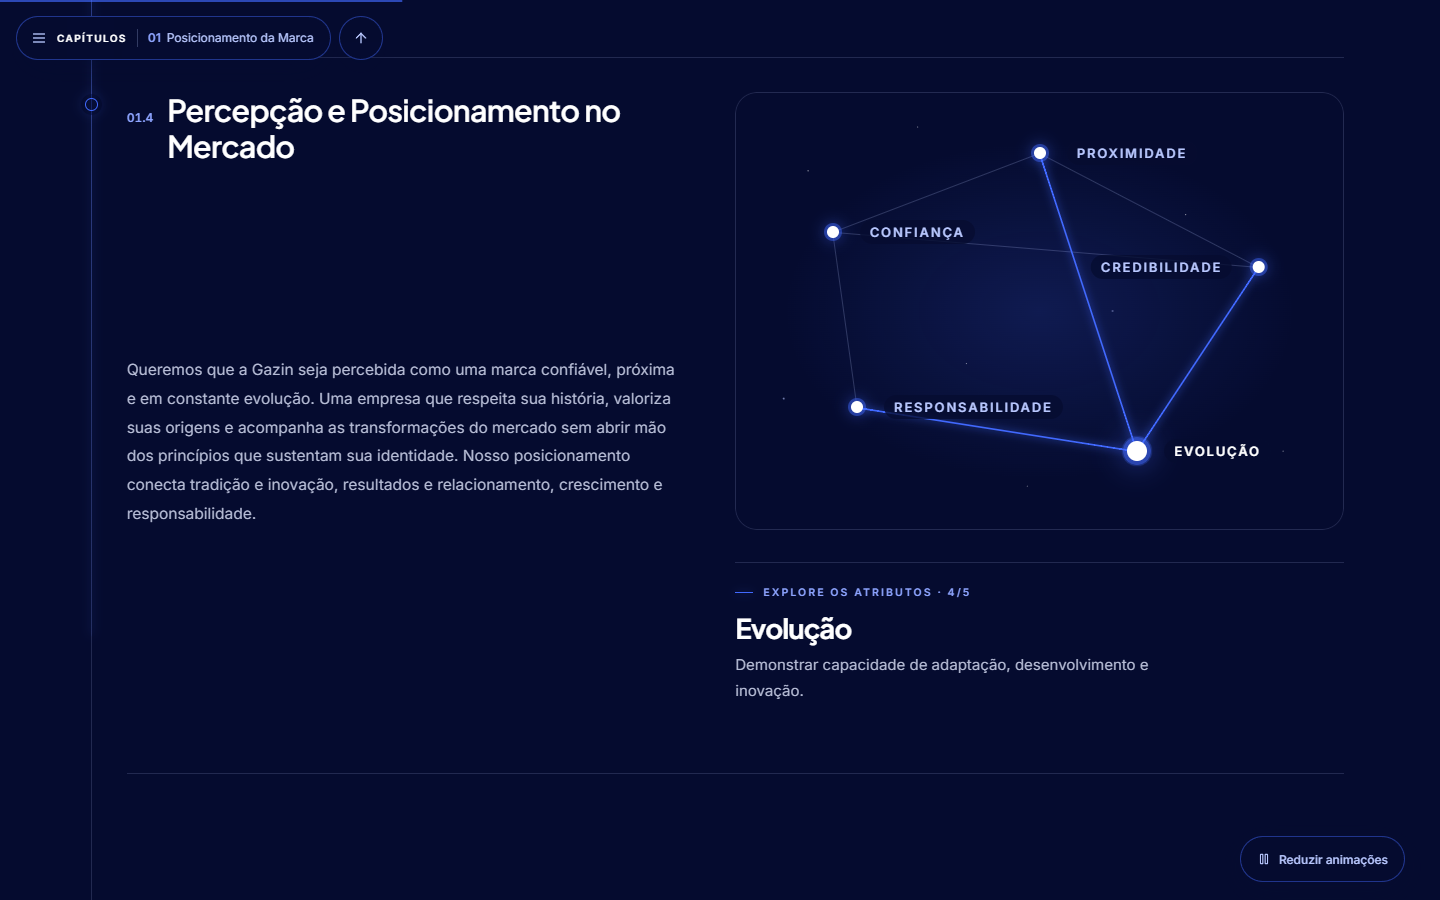 CAPÍTULOS
01 Posicionamento da Marca
01.4
Percepção e Posicionamento no
Mercado
Queremos que a Gazin seja percebida como uma marca confiável, próxima
e em constante evolução. Uma empresa que respeita sua história, valoriza
suas origens e acompanha as transformações do mercado sem abrir mão
dos princípios que sustentam sua identidade. Nosso posicionamento
conecta tradição e inovação, resultados e relacionamento, crescimento e
responsabilidade.
PROXIMIDADE
CONFIANÇA
CREDIBILIDADE
RESPONSABILIDADE
EVOLUÇÃO
EXPLORE OS ATRIBUTOS · 4/5
Evolução
Demonstrar capacidade de adaptação, desenvolvimento e
inovação.
Reduzir animações